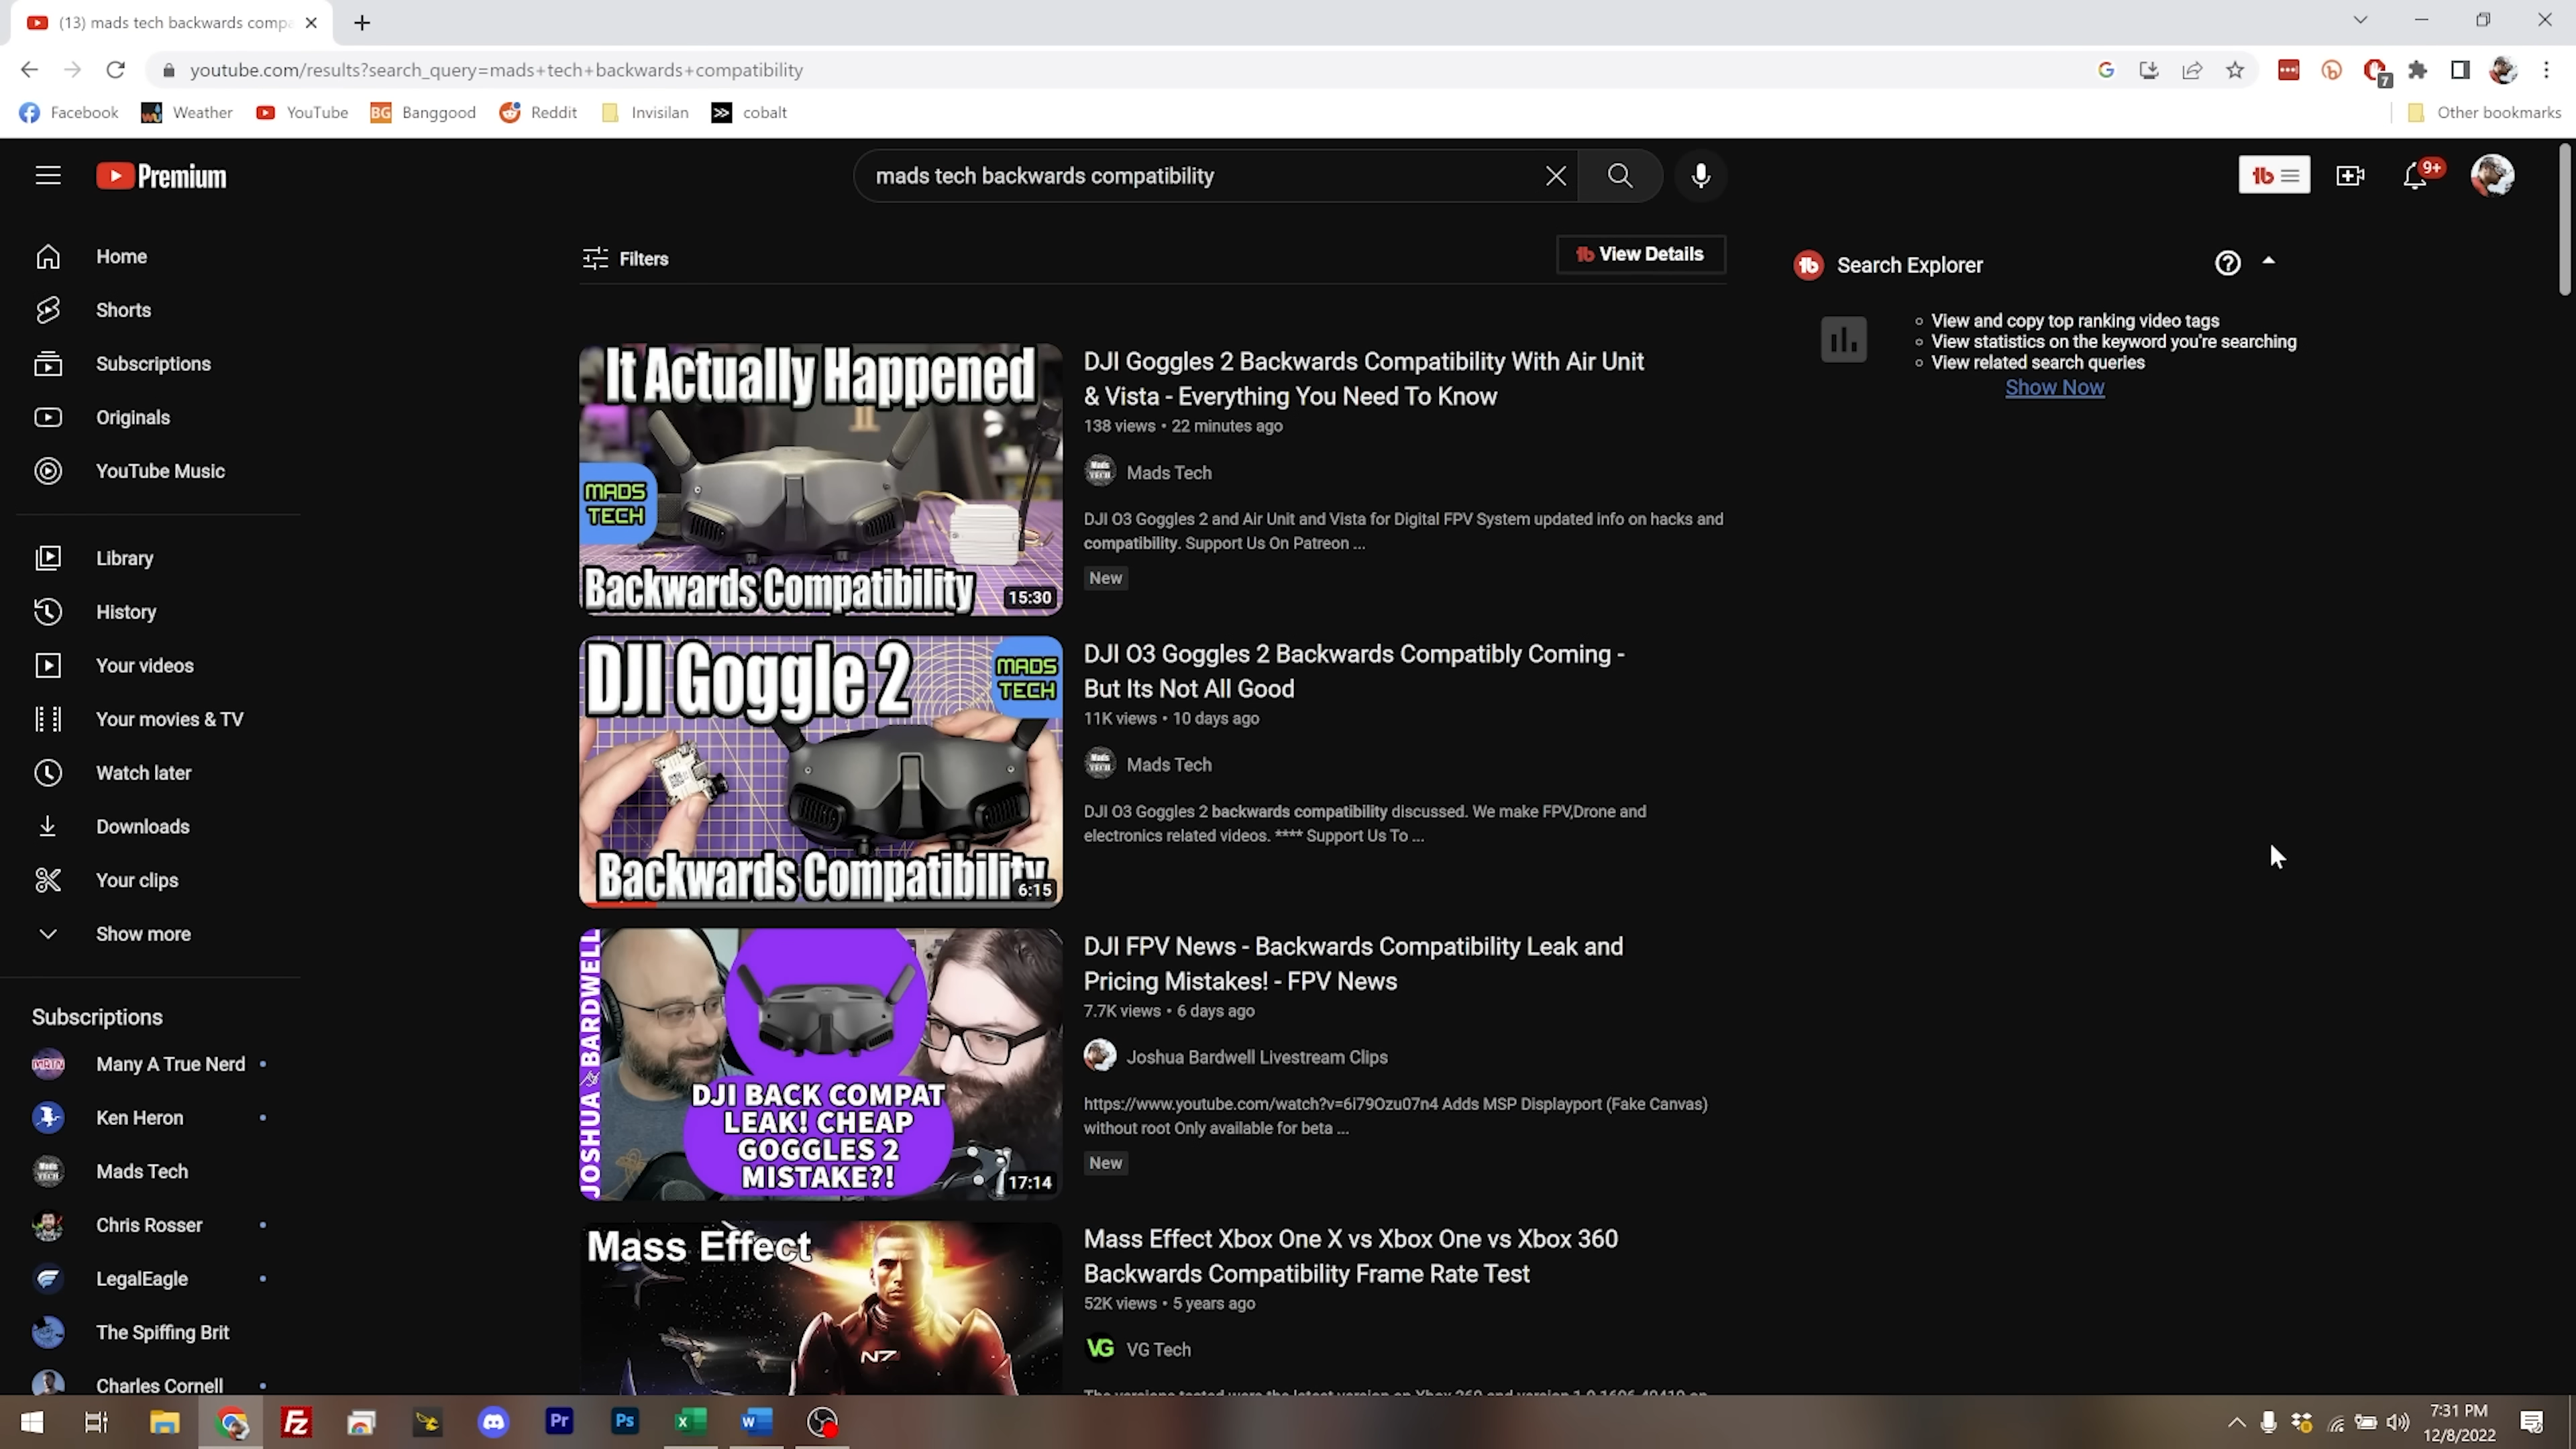 (13) mads tech backwards compa
youtube.com/results?search_query=mads+tech+backwards+compatibility
7
Facebook
Weather
YouTube
BG Banggood
Reddit
Invisilan
cobalt
Other bookmarks
Premium
mads tech backwards compatibility
9+
Home
Shorts
Subscriptions
Originals
YouTube Music
Library
History
Your videos
Your movies & TV
Watch later
Downloads
Your clips
Show more
Subscriptions
Many A True Nerd
Ken Heron
Mads Tech
Chris Rosser
LegalEagle
The Spiffing Brit
Charles Cornell
Filters
View Details
It Actually Happened
MADS
TECH
Backwards Compatibility
15:30
DJI Goggles 2 Backwards Compatibility With Air Unit
& Vista - Everything You Need To Know
138 views • 22 minutes ago
Mads Tech
DJI O3 Goggles 2 and Air Unit and Vista for Digital FPV System updated info on hacks and
compatibility. Support Us On Patreon ...
New
DJI Goggle 2
MADS
TECH
Backwards Compatibility
6:15
DJI O3 Goggles 2 Backwards Compatibly Coming -
But Its Not All Good
11K views • 10 days ago
Mads Tech
DJI O3 Goggles 2 backwards compatibility discussed. We make FPV,Drone and
electronics related videos. **** Support Us To ...
JOSHUA BARDWELL
DJI BACK COMPAT
LEAK! CHEAP
GOGGLES 2
MISTAKE?!
17:14
DJI FPV News - Backwards Compatibility Leak and
Pricing Mistakes! - FPV News
7.7K views • 6 days ago
Joshua Bardwell Livestream Clips
https://www.youtube.com/watch?v=6i79Ozu07n4 Adds MSP Displayport (Fake Canvas)
without root Only available for beta ...
New
Mass Effect
N7
Mass Effect Xbox One X vs Xbox One vs Xbox 360
Backwards Compatibility Frame Rate Test
52K views • 5 years ago
VG VG Tech
Search Explorer
View and copy top ranking video tags
View statistics on the keyword you're searching
View related search queries
Show Now
Pr
Ps
7:31 PM
12/8/2022